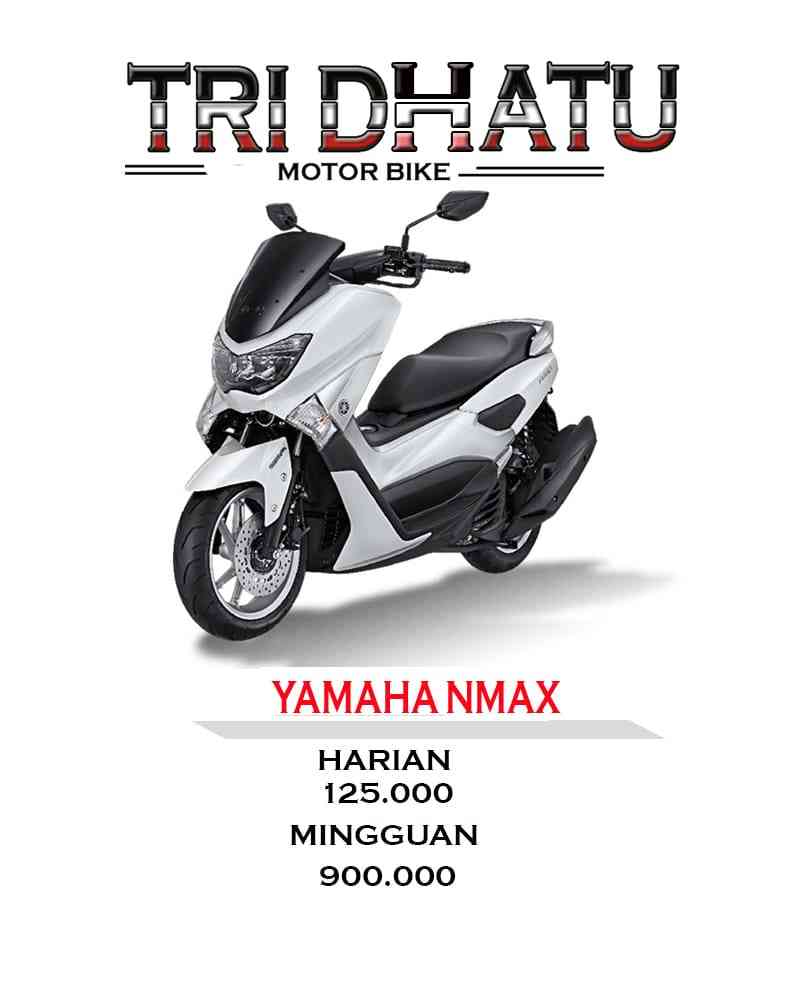 TRI DHATU
MOTOR BIKE
YAMAHA NMAX
HARIAN
125.000
MINGGUAN
900.000